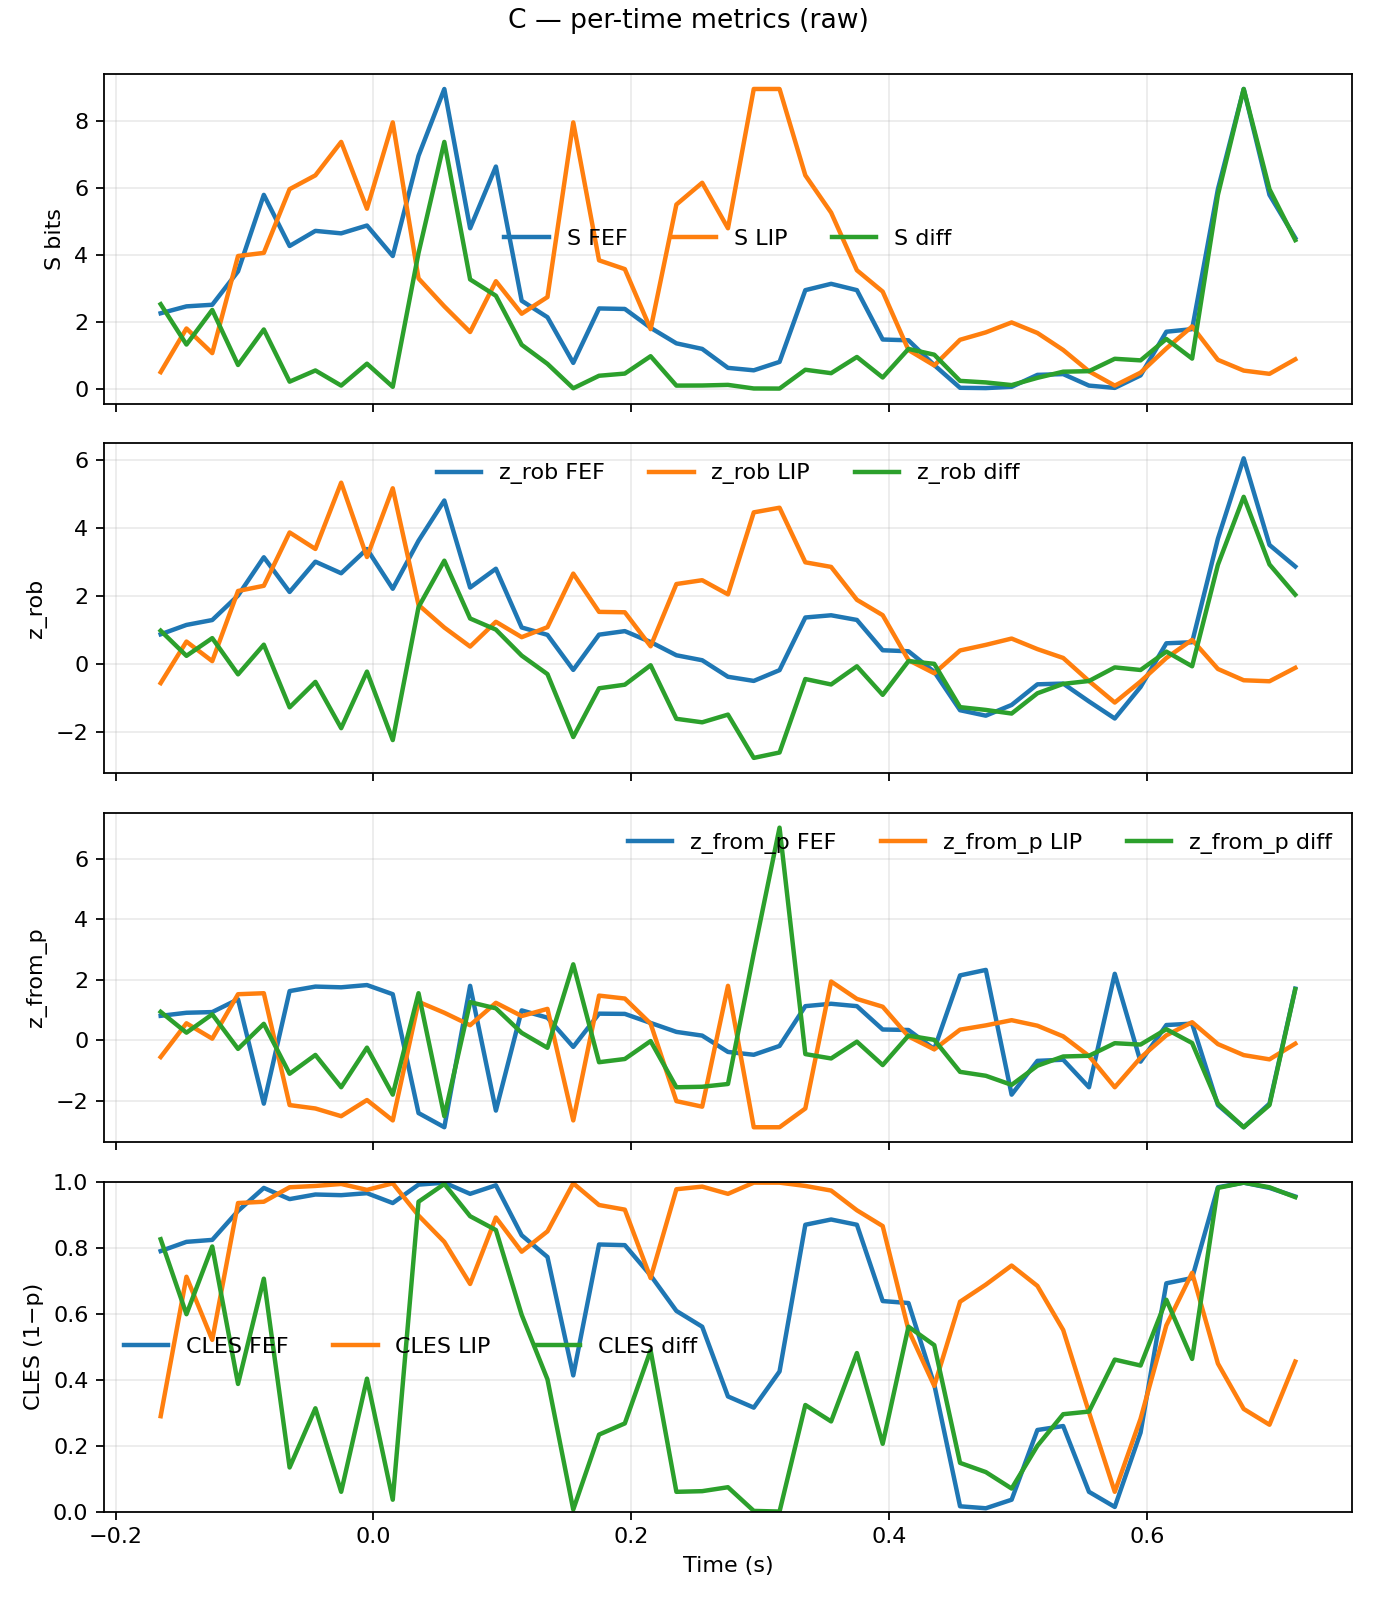 C — per-time metrics (raw)
8
6
4
2
0
S bits
S FEF S LIP S diff
6
4
2
0
−2
z_rob
z_rob FEF z_rob LIP z_rob diff
6
4
2
0
−2
z_from_p
z_from_p FEF z_from_p LIP z_from_p diff
1.0
0.8
0.6
0.4
0.2
0.0
CLES (1−p)
CLES FEF CLES LIP CLES diff
−0.2 0.0 0.2 0.4 0.6
Time (s)